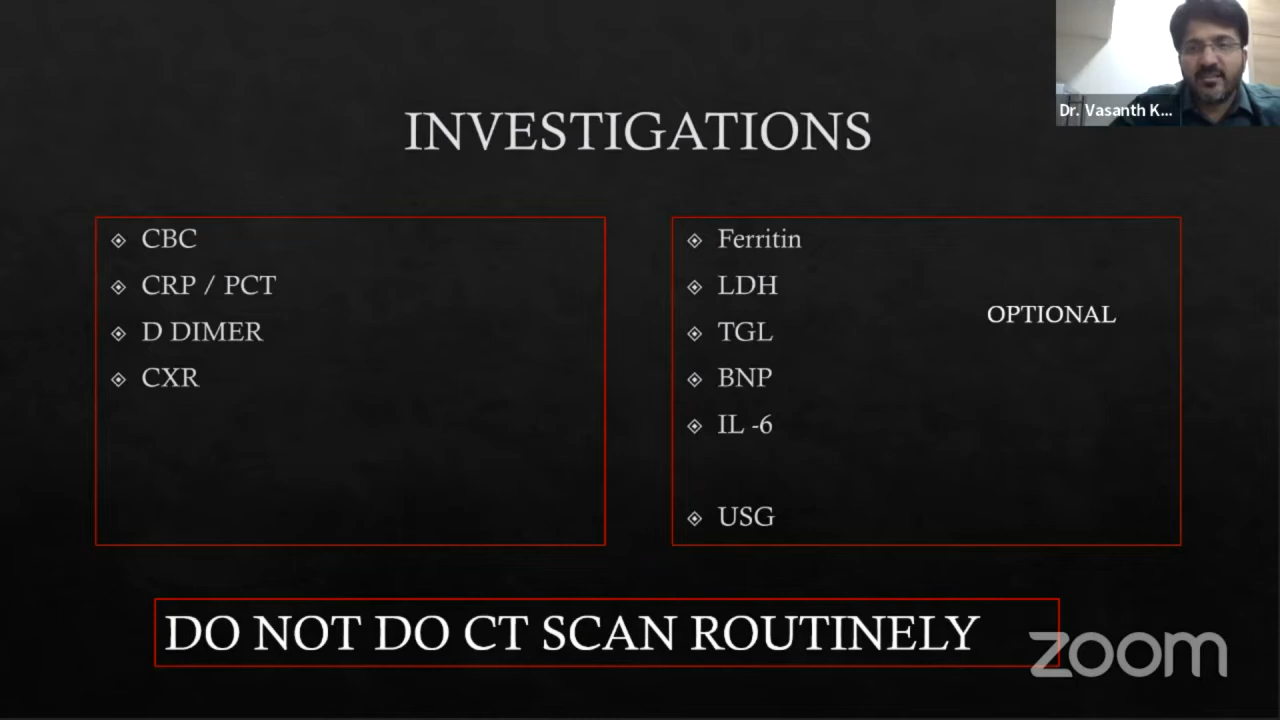 Dr. Vasanth K...
INVESTIGATIONS
CBC
CRP / PCT
D DIMER
CXR
Ferritin
LDH
TGL
BNP
IL -6
USG
OPTIONAL
DO NOT DO CT SCAN ROUTINELY
zoom